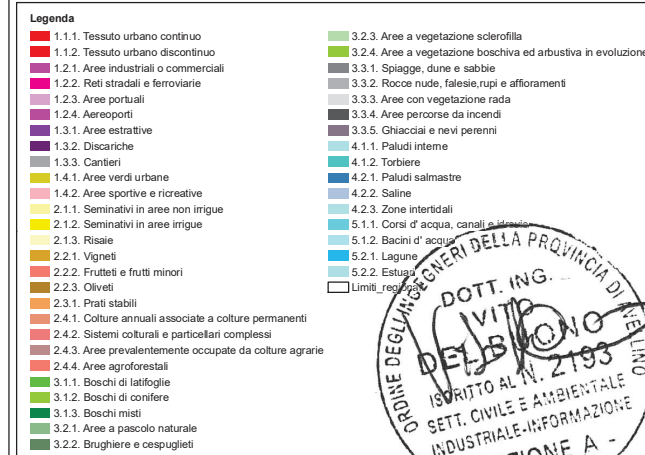 Legenda
1.1.1. Tessuto urbano continuo
1.1.2. Tessuto urbano discontinuo
1.2.1. Aree industriali o commerciali
1.2.2. Reti stradali e ferroviarie
1.2.3. Aree portuali
1.2.4. Aereoporti
1.3.1. Aree estrattive
1.3.2. Discariche
1.3.3. Cantieri
1.4.1. Aree verdi urbane
1.4.2. Aree sportive e ricreative
2.1.1. Seminativi in aree non irrigue
2.1.2. Seminativi in aree irrigue
2.1.3. Risaie
2.2.1. Vigneti
2.2.2. Frutteti e frutti minori
2.2.3. Oliveti
2.3.1. Prati stabili
2.4.1. Colture annuali associate a colture permanenti
2.4.2. Sistemi colturali e particellari complessi
2.4.3. Aree prevalentemente occupate da colture agrarie
2.4.4. Aree agroforestali
3.1.1. Boschi di latifoglie
3.1.2. Boschi di conifere
3.1.3. Boschi misti
3.2.1. Aree a pascolo naturale
3.2.2. Brughiere e cespuglieti
3.2.3. Aree a vegetazione sclerofilla
3.2.4. Aree a vegetazione boschiva ed arbustiva in evoluzione
3.3.1. Spiagge, dune e sabbie
3.3.2. Rocce nude, falesie,rupi e affioramenti
3.3.3. Aree con vegetazione rada
3.3.4. Aree percorse da incendi
3.3.5. Ghiacciai e nevi perenni
4.1.1. Paludi interne
4.1.2. Torbiere
4.2.1. Paludi salmastre
4.2.2. Saline
4.2.3. Zone intertidali
5.1.1. Corsi d' acqua, canali e idrovie
5.1.2. Bacini d' acqua
5.2.1. Lagune
5.2.2. Estuari
Limiti_regionali
ORDINE DEGLI INGEGNERI DELLA PROVINCIA DI AVELLINO
DOTT. ING.
VITO
DEL BUONO
ISCRITTO AL N. 2193
SETT. CIVILE E AMBIENTALE
INDUSTRIALE-INFORMAZIONE